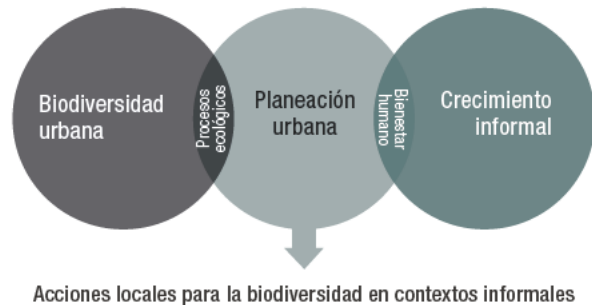 Biodiversidad
urbana
Procesos
ecológicos
Planeación
urbana
Bienestar
humano
Crecimiento
informal
Acciones locales para la biodiversidad en contextos informales